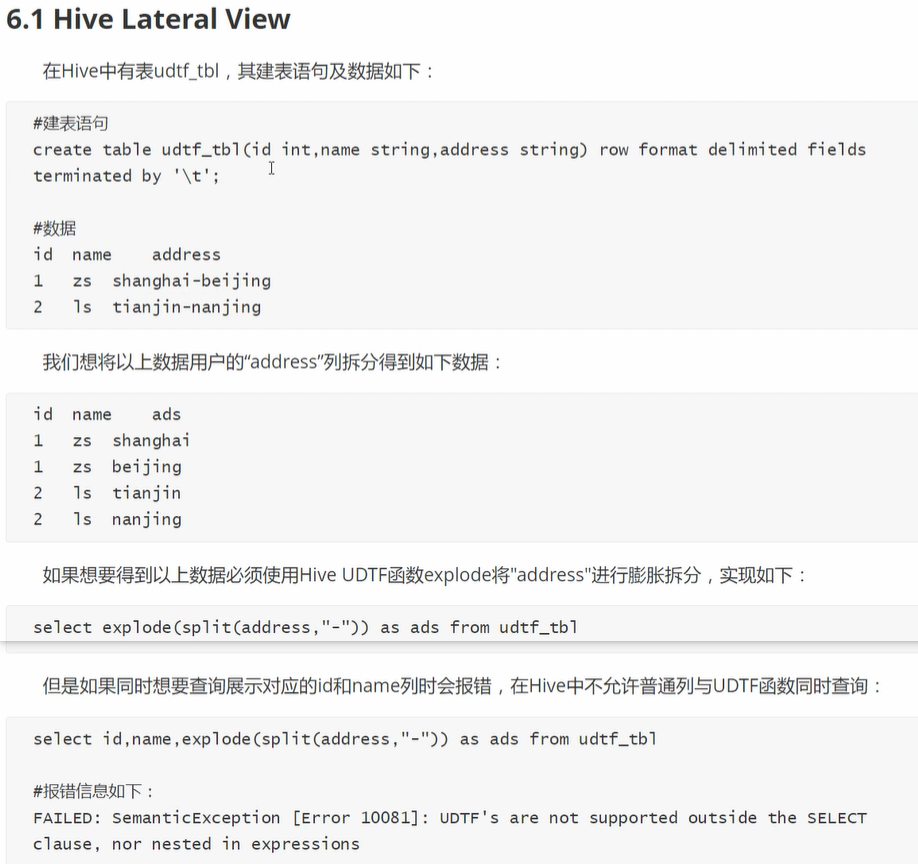 6.1 Hive Lateral View
在Hive中有表udtf_tbl，其建表语句及数据如下：
#建表语句
create table udtf_tbl(id int,name string,address string) row format delimited fields
terminated by '\t';
#数据
id name address
1 zs shanghai-beijing
2 ls tianjin-nanjing
我们想将以上数据用户的“address”列拆分得到如下数据：
id name ads
1 zs shanghai
1 zs beijing
2 ls tianjin
2 ls nanjing
如果想要得到以上数据必须使用Hive UDTF函数explode将"address"进行膨胀拆分，实现如下：
select explode(split(address,"-")) as ads from udtf_tbl
但是如果同时想要查询展示对应的id和name列时会报错，在Hive中不允许普通列与UDTF函数同时查询：
select id,name,explode(split(address,"-")) as ads from udtf_tbl
#报错信息如下：
FAILED: SemanticException [Error 10081]: UDTF's are not supported outside the SELECT
clause, nor nested in expressions